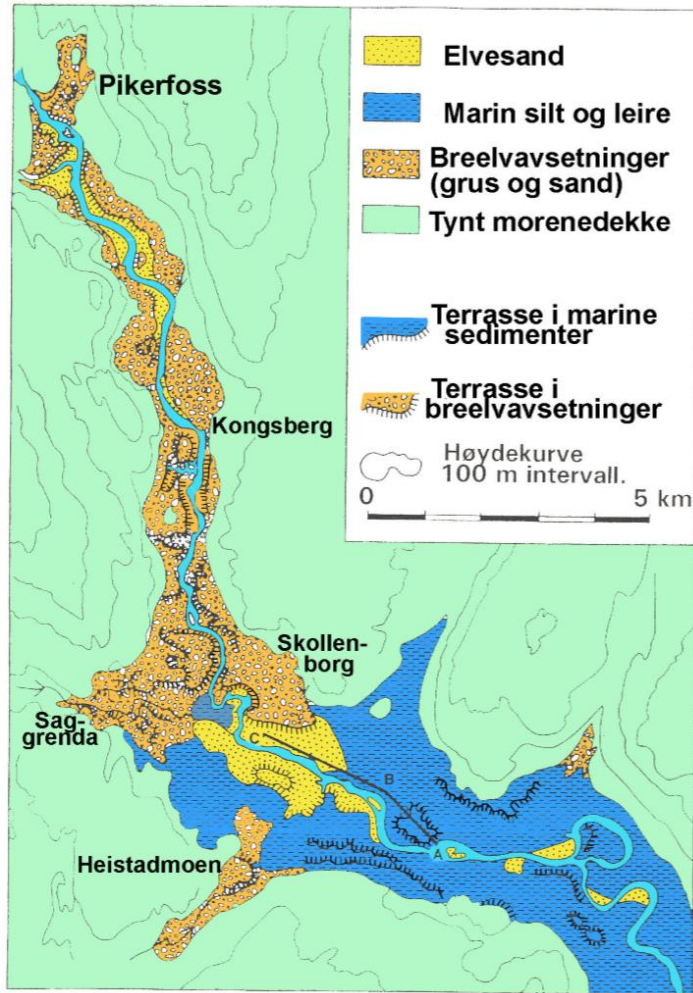 Pikerfoss
Elvesand
Marin silt og leire
Breelvavsetninger
(grus og sand)
Tynt morenedekke
Terrasse i marine
sedimenter
Terrasse i
breelvavsetninger
Høydekurve
100 m intervall.
0 5 km
Kongsberg
Skollen-
borg
Sag-
grenda
C
B
A
Heistadmoen